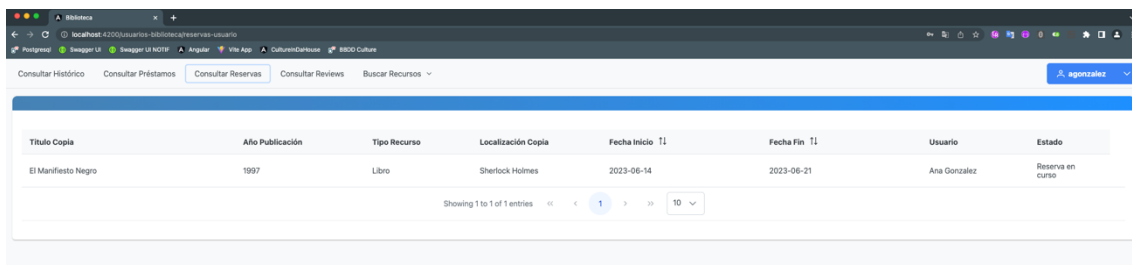 Biblioteca
localhost:4200/usuarios-biblioteca/reservas-usuario
Postgresql Swagger UI Swagger UI NOTIF Angular Vite App CultureinDaHouse BBDD Culture
Consultar Histórico Consultar Préstamos Consultar Reservas Consultar Reviews Buscar Recursos agonzalez
Titulo Copia Año Publicación Tipo Recurso Localización Copia Fecha Inicio Fecha Fin Usuario Estado
El Manifiesto Negro 1997 Libro Sherlock Holmes 2023-06-14 2023-06-21 Ana Gonzalez Reserva en
curso
Showing 1 to 1 of 1 entries << < 1 > >> 10